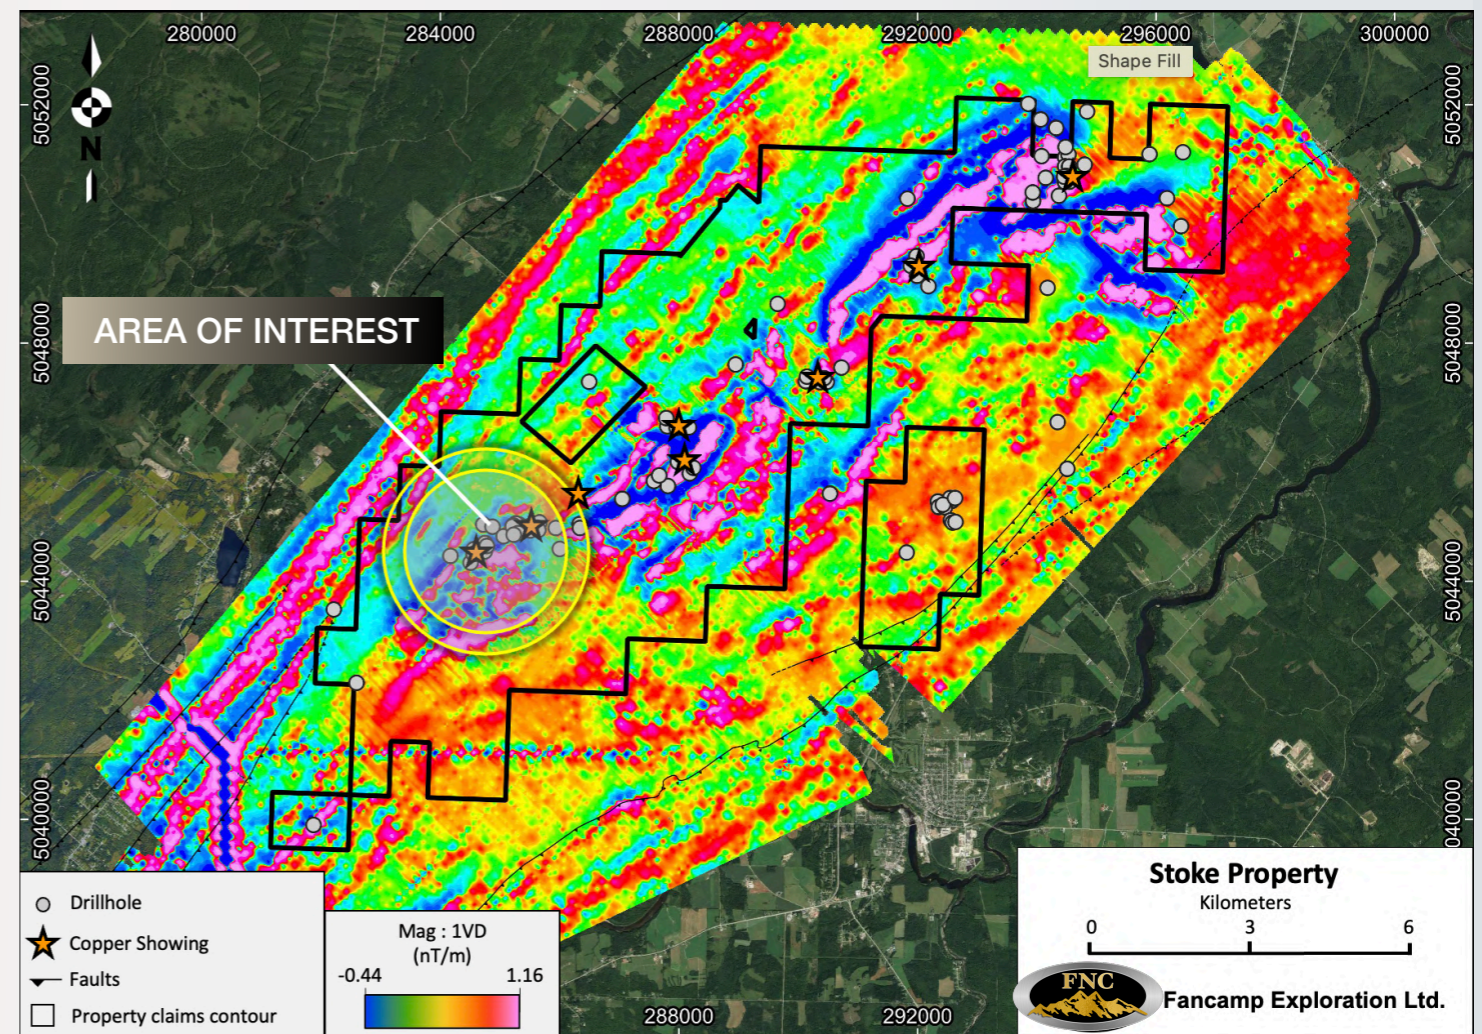 280000
284000
288000
292000
296000
300000
Shape Fill
5052000
5052000
N
AREA OF INTEREST
5048000
5048000
5044000
5044000
5040000
5040000
Drillhole
Copper Showing
Faults
Property claims contour
Mag : 1VD
(nT/m)
-0.44 1.16
288000
292000
Stoke Property
Kilometers
0 3 6
FNC
Fancamp Exploration Ltd.